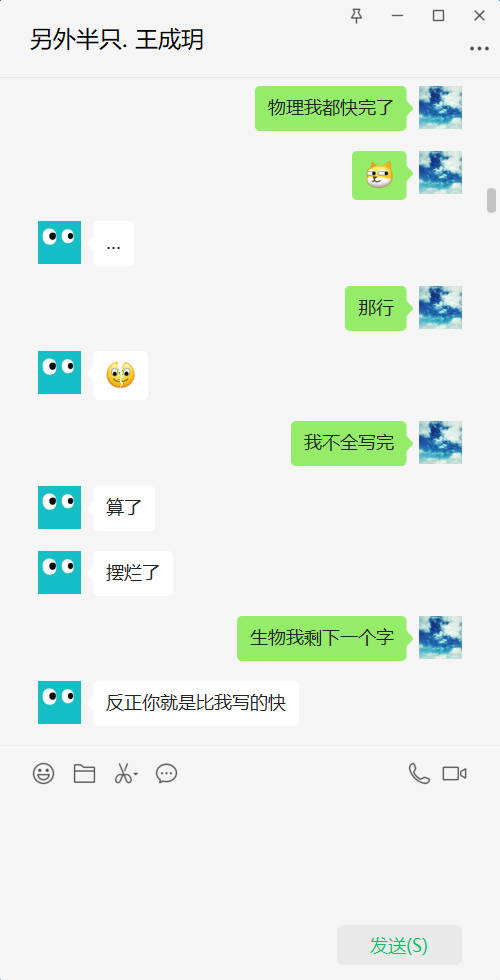 另外半只. 王成玥
物理我都快完了
...
那行
我不全写完
算了
摆烂了
生物我剩下一个字
反正你就是比我写的快
发送(S)